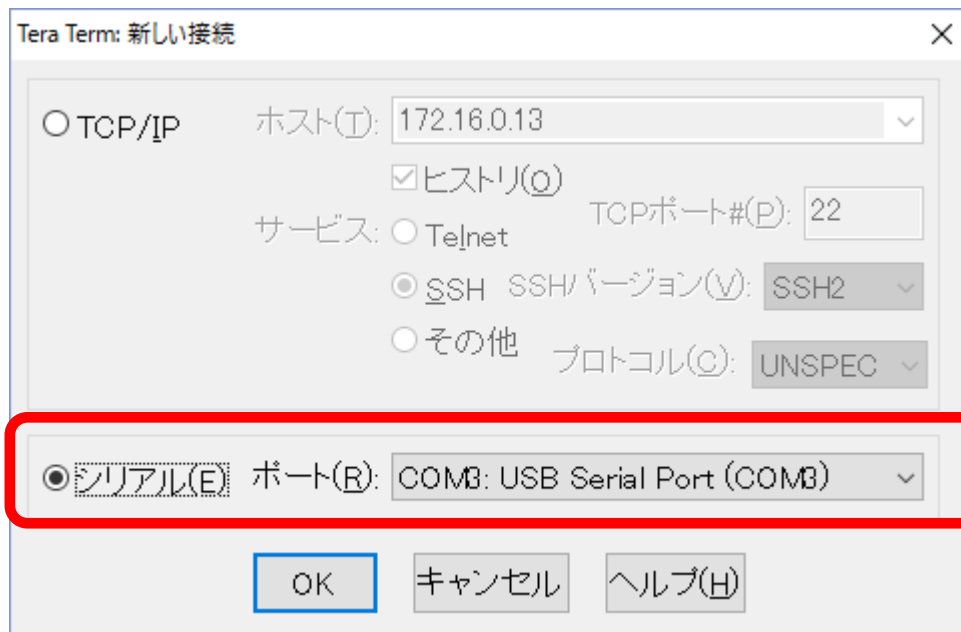 Tera Term: 新しい接続
TCP/IP ホスト(T): 172.16.0.13
ヒストリ(O)
サービス: Telnet TCPポート#(P): 22
SSH SSHバージョン(V): SSH2
その他 プロトコル(C): UNSPEC
シリアル(E) ポート(R): COM3: USB Serial Port (COM3)
OK キャンセル ヘルプ(H)